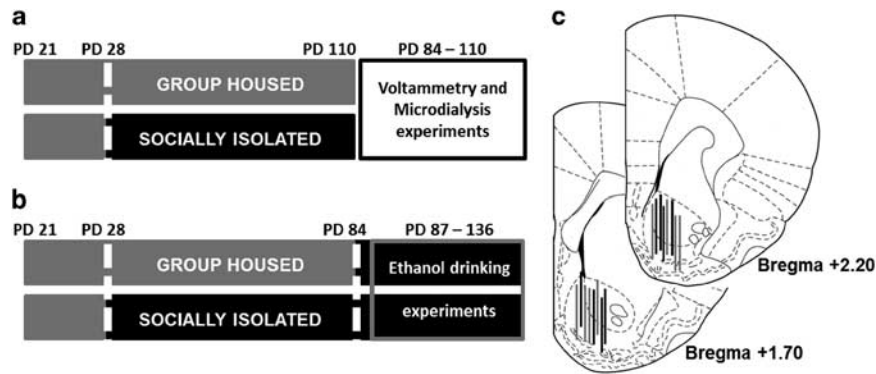 a
PD 21 PD 28 PD 110 PD 84 – 110
GROUP HOUSED
SOCIALLY ISOLATED
Voltammetry and
Microdialysis
experiments
b
PD 21 PD 28 PD 84 PD 87 – 136
GROUP HOUSED
SOCIALLY ISOLATED
Ethanol drinking
experiments
c
Bregma +2.20
Bregma +1.70